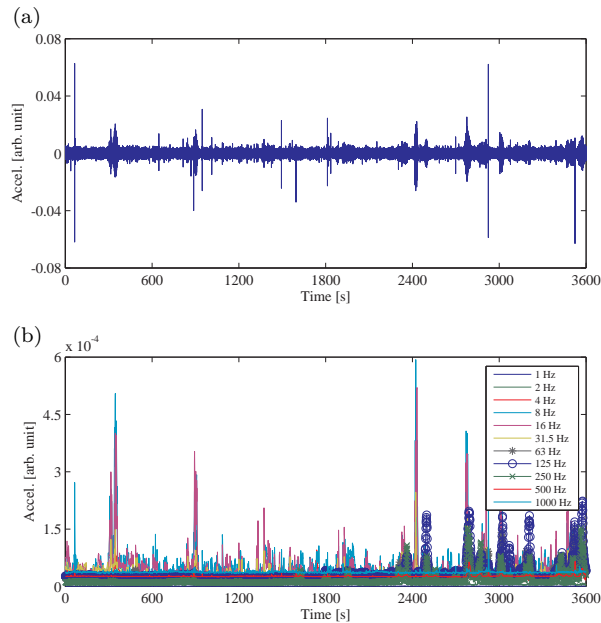 (a)
0.08
0.04
0
-0.04
-0.08
Accel. [arb. unit]
0 600 1200 1800 2400 3000 3600
Time [s]
(b)
x 10⁻⁴
6
4.5
3
1.5
0
Accel. [arb. unit]
1 Hz
2 Hz
4 Hz
8 Hz
16 Hz
31.5 Hz
63 Hz
125 Hz
250 Hz
500 Hz
1000 Hz
0 600 1200 1800 2400 3000 3600
Time [s]